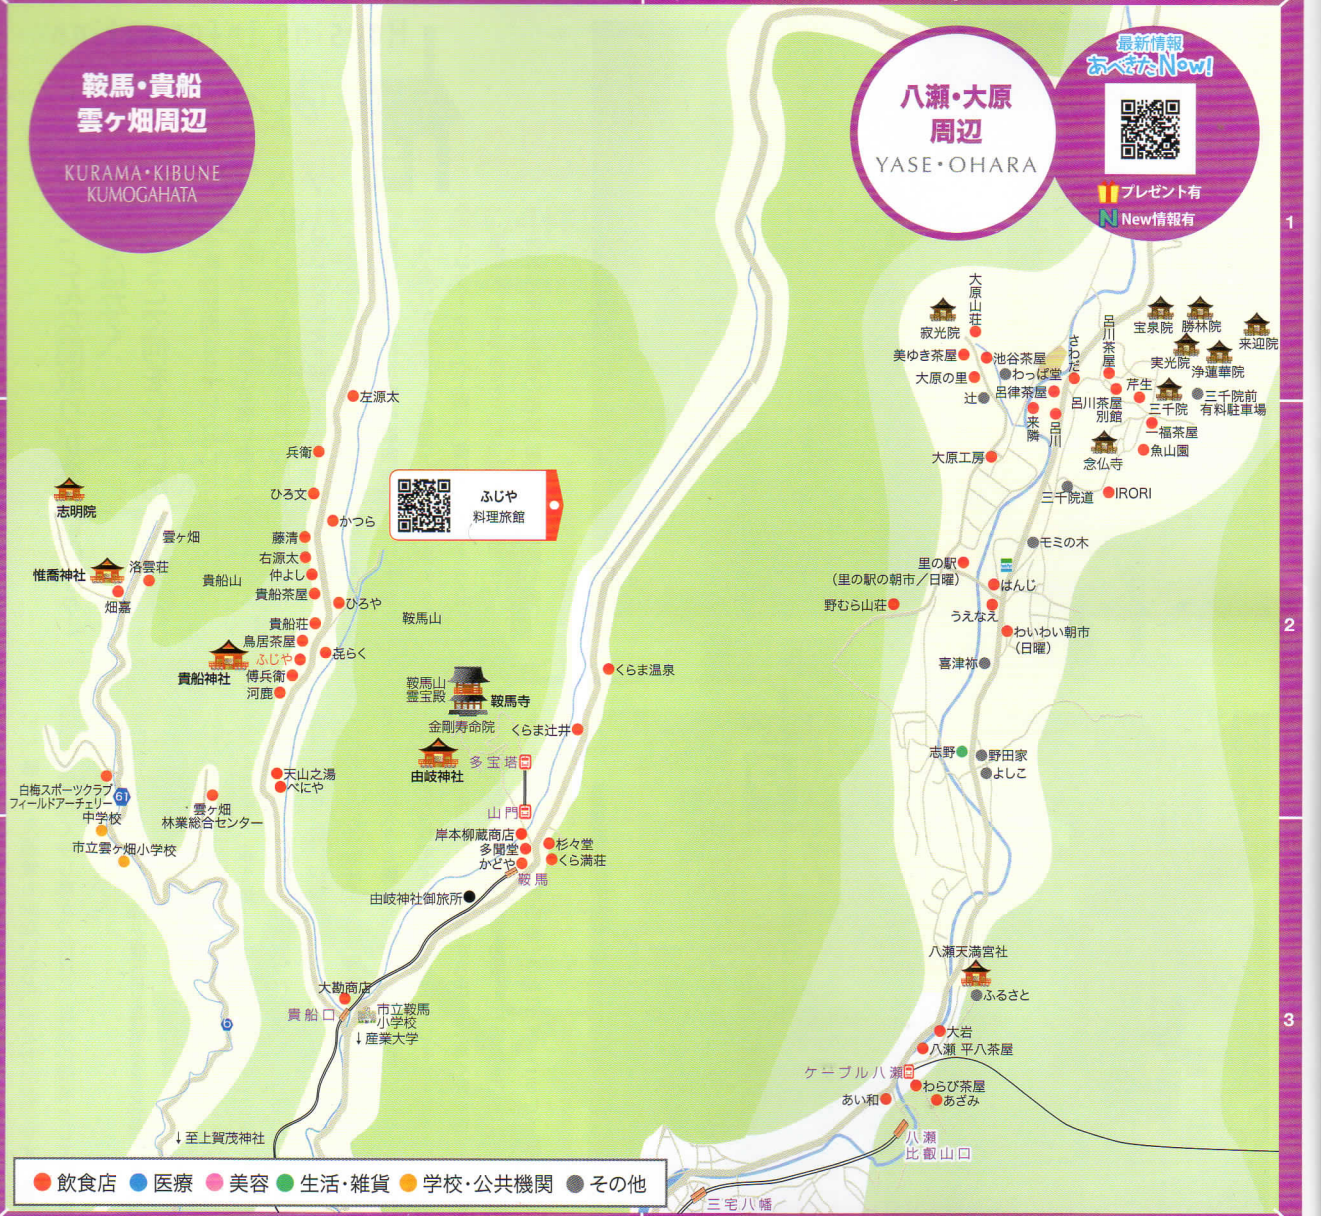 鞍馬・貴船
雲ヶ畑周辺
KURAMA・KIBUNE
KUMOGAHATA
八瀬・大原
周辺
YASE・OHARA
最新情報
あべきたNow!
プレゼント有
N New情報有
1
大原山荘
寂光院
美ゆき茶屋
池谷茶屋
大原の里
わっぱ堂
辻
呂律茶屋
さわだ
呂川茶屋
宝泉院
勝林院
来迎院
実光院
浄蓮華院
芹生
呂川茶屋
別館
三千院
三千院前
有料駐車場
来隣
呂川
一福茶屋
念仏寺
魚山園
大原工房
三千院道
IRORI
モミの木
左源太
兵衛
ひろ文
かつら
藤清
右源太
仲よし
貴船茶屋
ひろや
貴船荘
鳥居茶屋
ふじや
㐂らく
傅兵衛
河鹿
貴船神社
貴船山
鞍馬山
ふじや
料理旅館
志明院
雲ヶ畑
惟喬神社
洛雲荘
畑嘉
2
里の駅
（里の駅の朝市／日曜）
はんじ
野むら山荘
うえなえ
わいわい朝市
（日曜）
喜津祢
くらま温泉
鞍馬山
霊宝殿
鞍馬寺
金剛寿命院
くらま辻井
由岐神社
多宝塔
山門
天山之湯
べにや
志野
野田家
よしこ
白梅スポーツクラブ
フィールドアーチェリー
61
中学校
雲ヶ畑
林業総合センター
市立雲ヶ畑小学校
岸本柳蔵商店
多聞堂
かどや
杉々堂
くら満荘
鞍馬
由岐神社御旅所
八瀬天満宮社
ふるさと
大勘商店
貴船口
市立鞍馬
小学校
↓産業大学
6
3
大岩
八瀬 平八茶屋
ケーブル八瀬
わらび茶屋
あい和
あざみ
八瀬
比叡山口
↓至上賀茂神社
三宅八幡
飲食店
医療
美容
生活・雑貨
学校・公共機関
その他